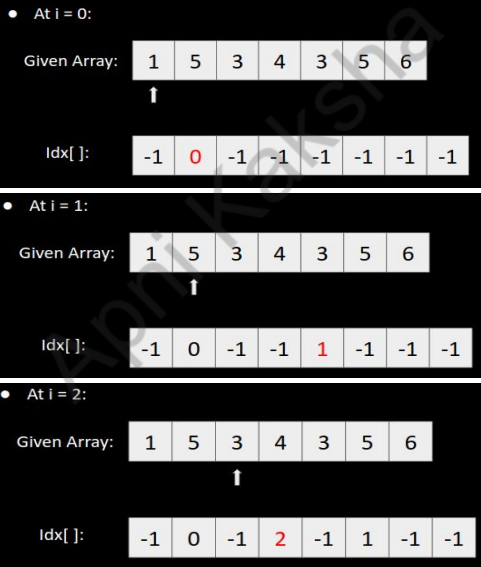 • At i = 0:
Given Array: 1 5 3 4 3 5 6
Idx[ ]: -1 0 -1 -1 -1 -1 -1 -1
• At i = 1:
Given Array: 1 5 3 4 3 5 6
Idx[ ]: -1 0 -1 -1 1 -1 -1 -1
• At i = 2:
Given Array: 1 5 3 4 3 5 6
Idx[ ]: -1 0 -1 2 -1 1 -1 -1
Apni Kaksha